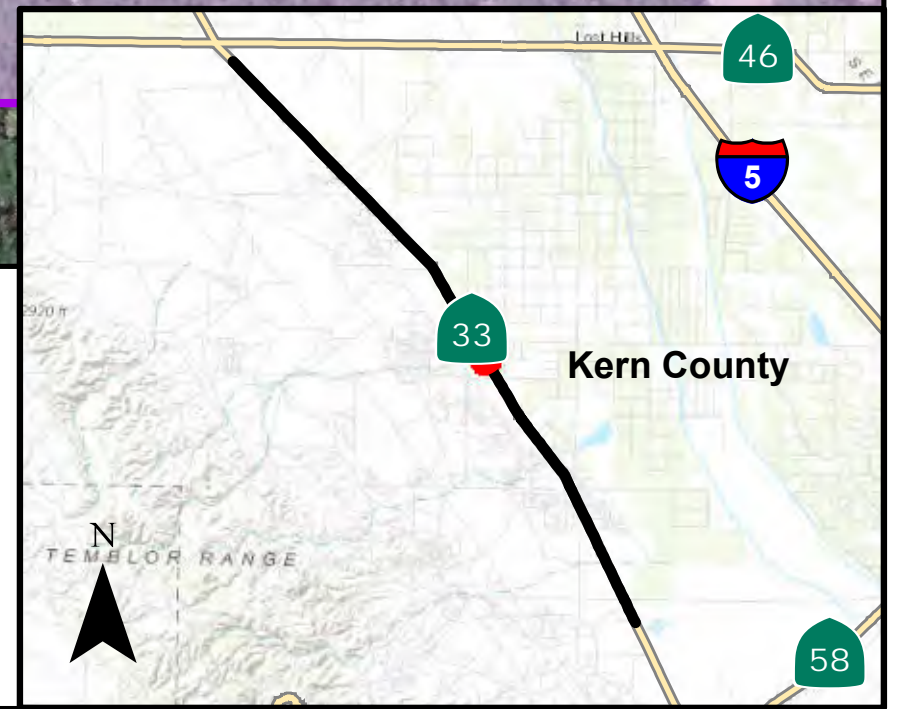 Lost Hills
46
S E
5
2920 ft
33
Kern County
N
TEMBLOR RANGE
58